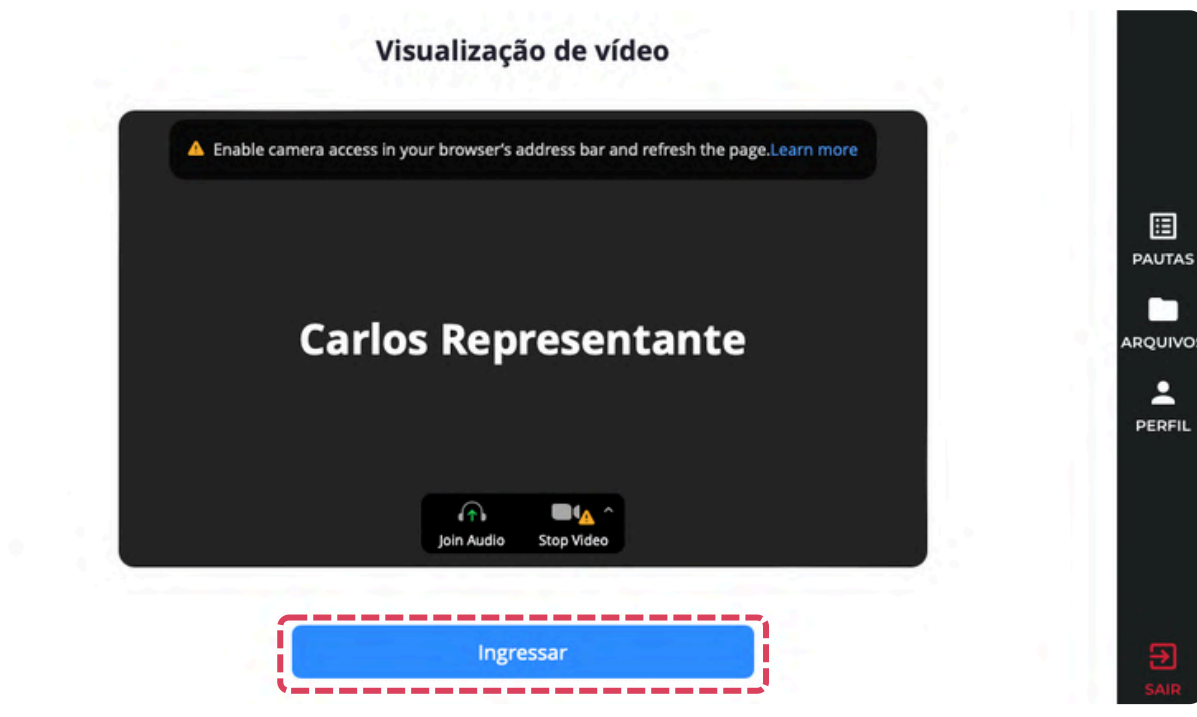 Visualização de vídeo
Enable camera access in your browser's address bar and refresh the page.Learn more
Carlos Representante
Join Audio
Stop Video
Ingressar
PAUTAS
ARQUIVOS
PERFIL
SAIR